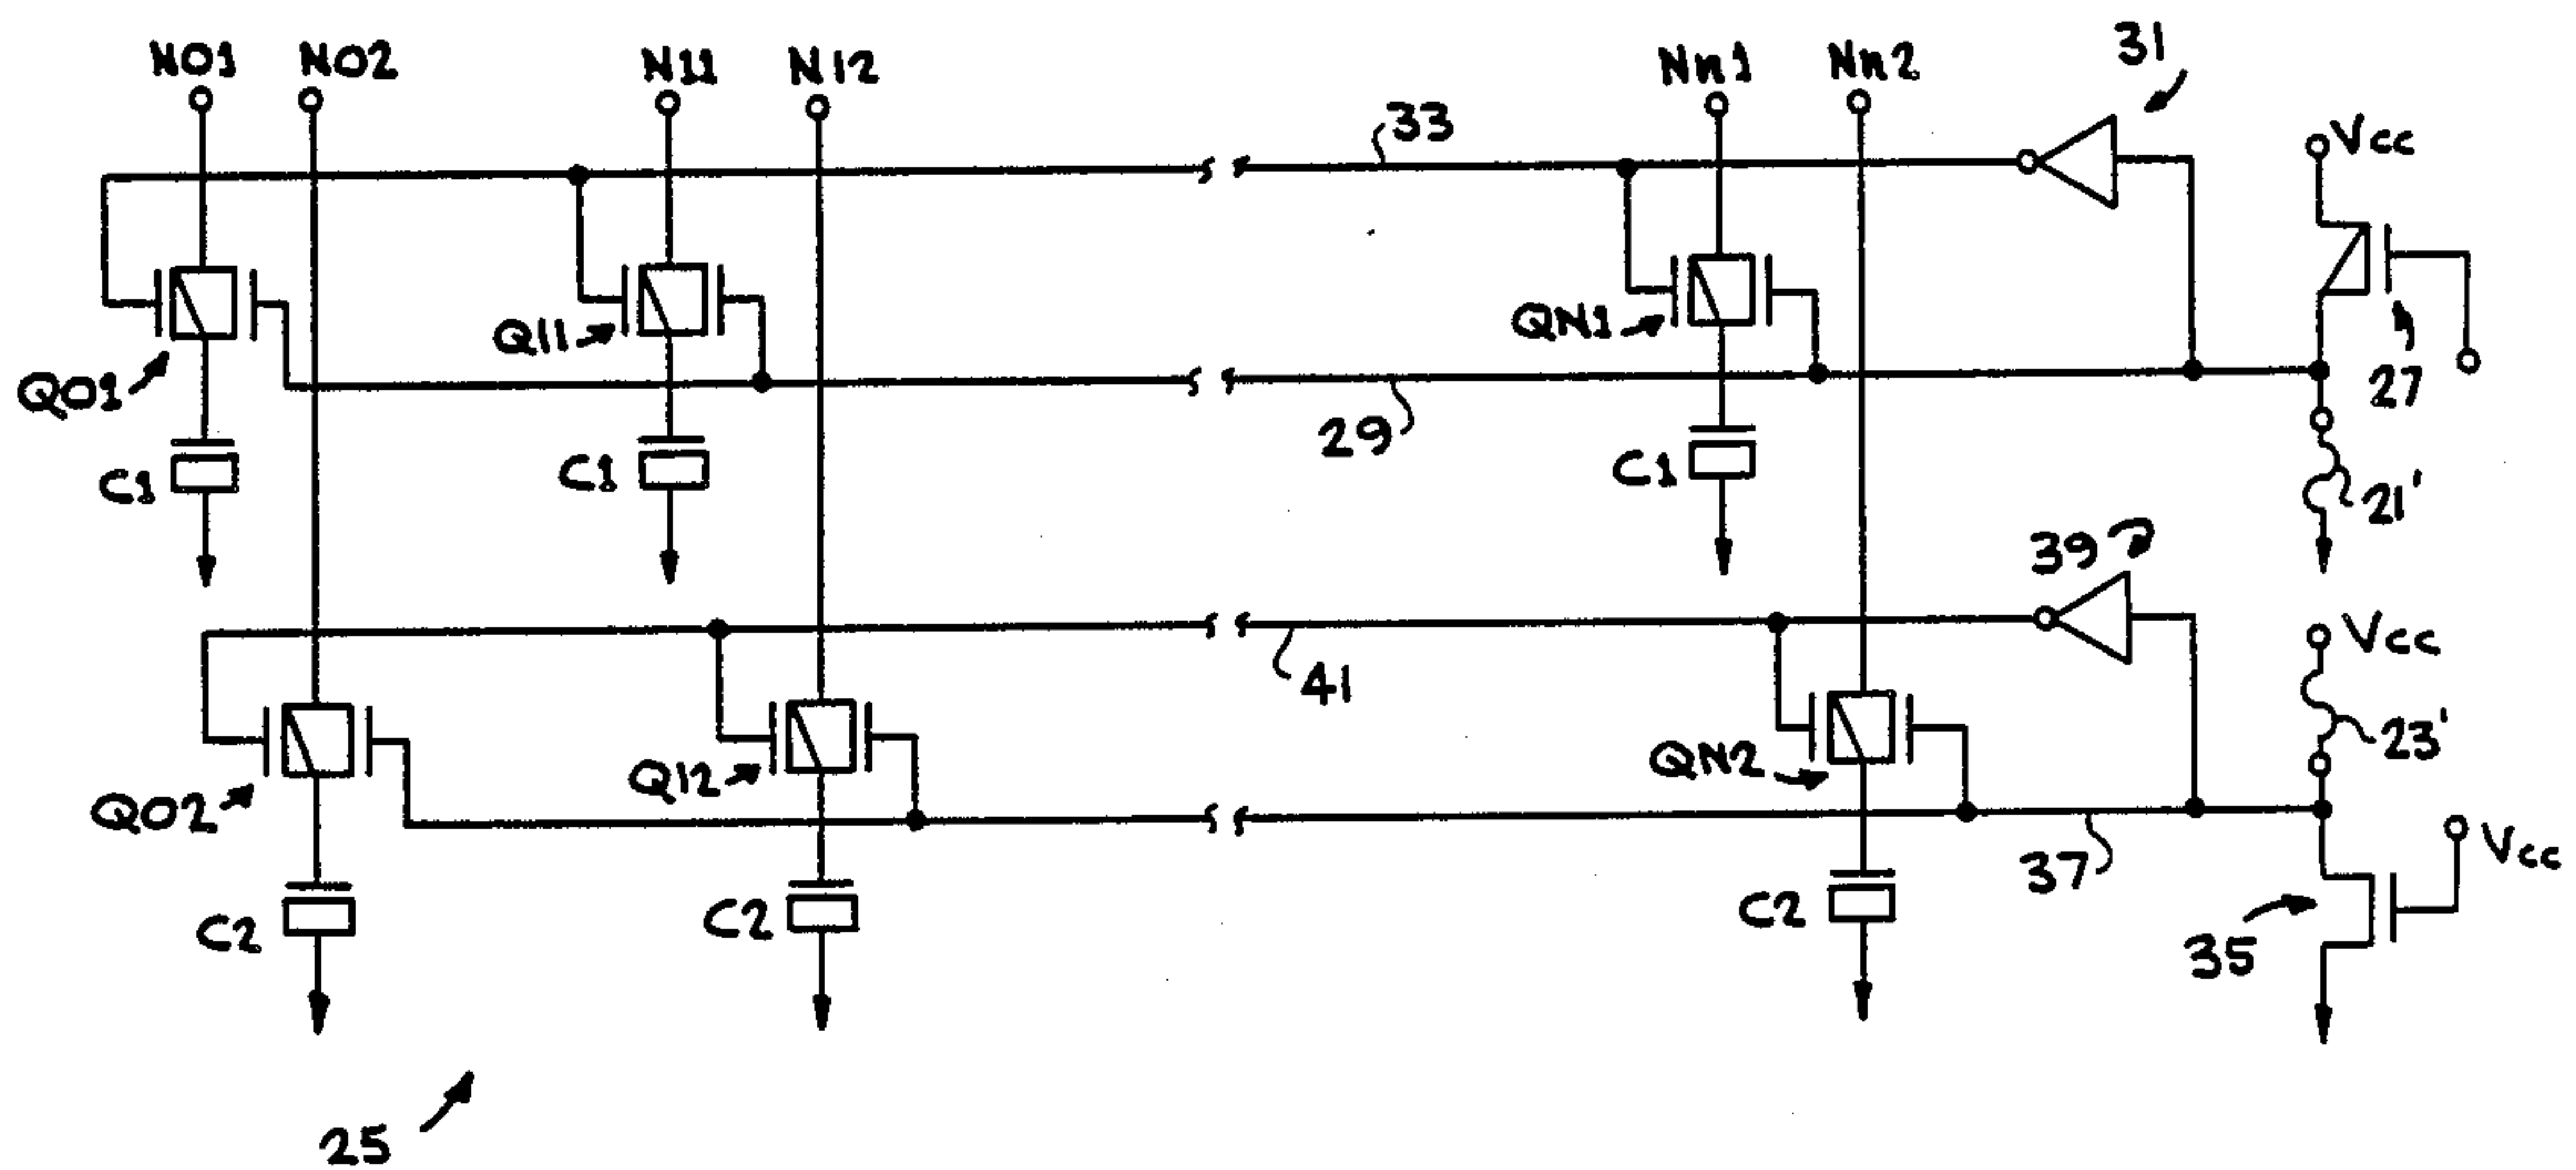 N01 N02 N11 N12 Nn1 Nn2 31
33 Vcc
Q01 Q11 QN1 27
29
C1 C1 C1 21'
39
41 Vcc
Q02 Q12 QN2 23'
37 Vcc
C2 C2 C2 35
25